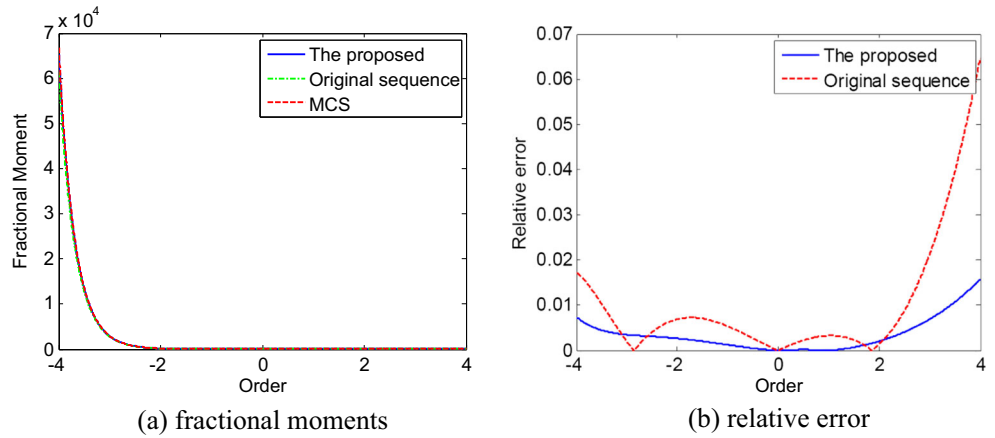 7 x 10^4
6
5
4
3
2
1
0
-4
-2
0
2
4
Fractional Moment
Order
The proposed
Original sequence
MCS
(a) fractional moments
0.07
0.06
0.05
0.04
0.03
0.02
0.01
0
-4
-2
0
2
4
Relative error
Order
The proposed
Original sequence
(b) relative error